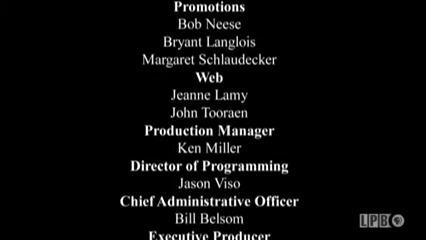 Promotions
Bob Neese
Bryant Langlois
Margaret Schlaudecker
Web
Jeanne Lamy
John Tooraen
Production Manager
Ken Miller
Director of Programming
Jason Viso
Chief Administrative Officer
Bill Belsom
Executive Producer
LPB